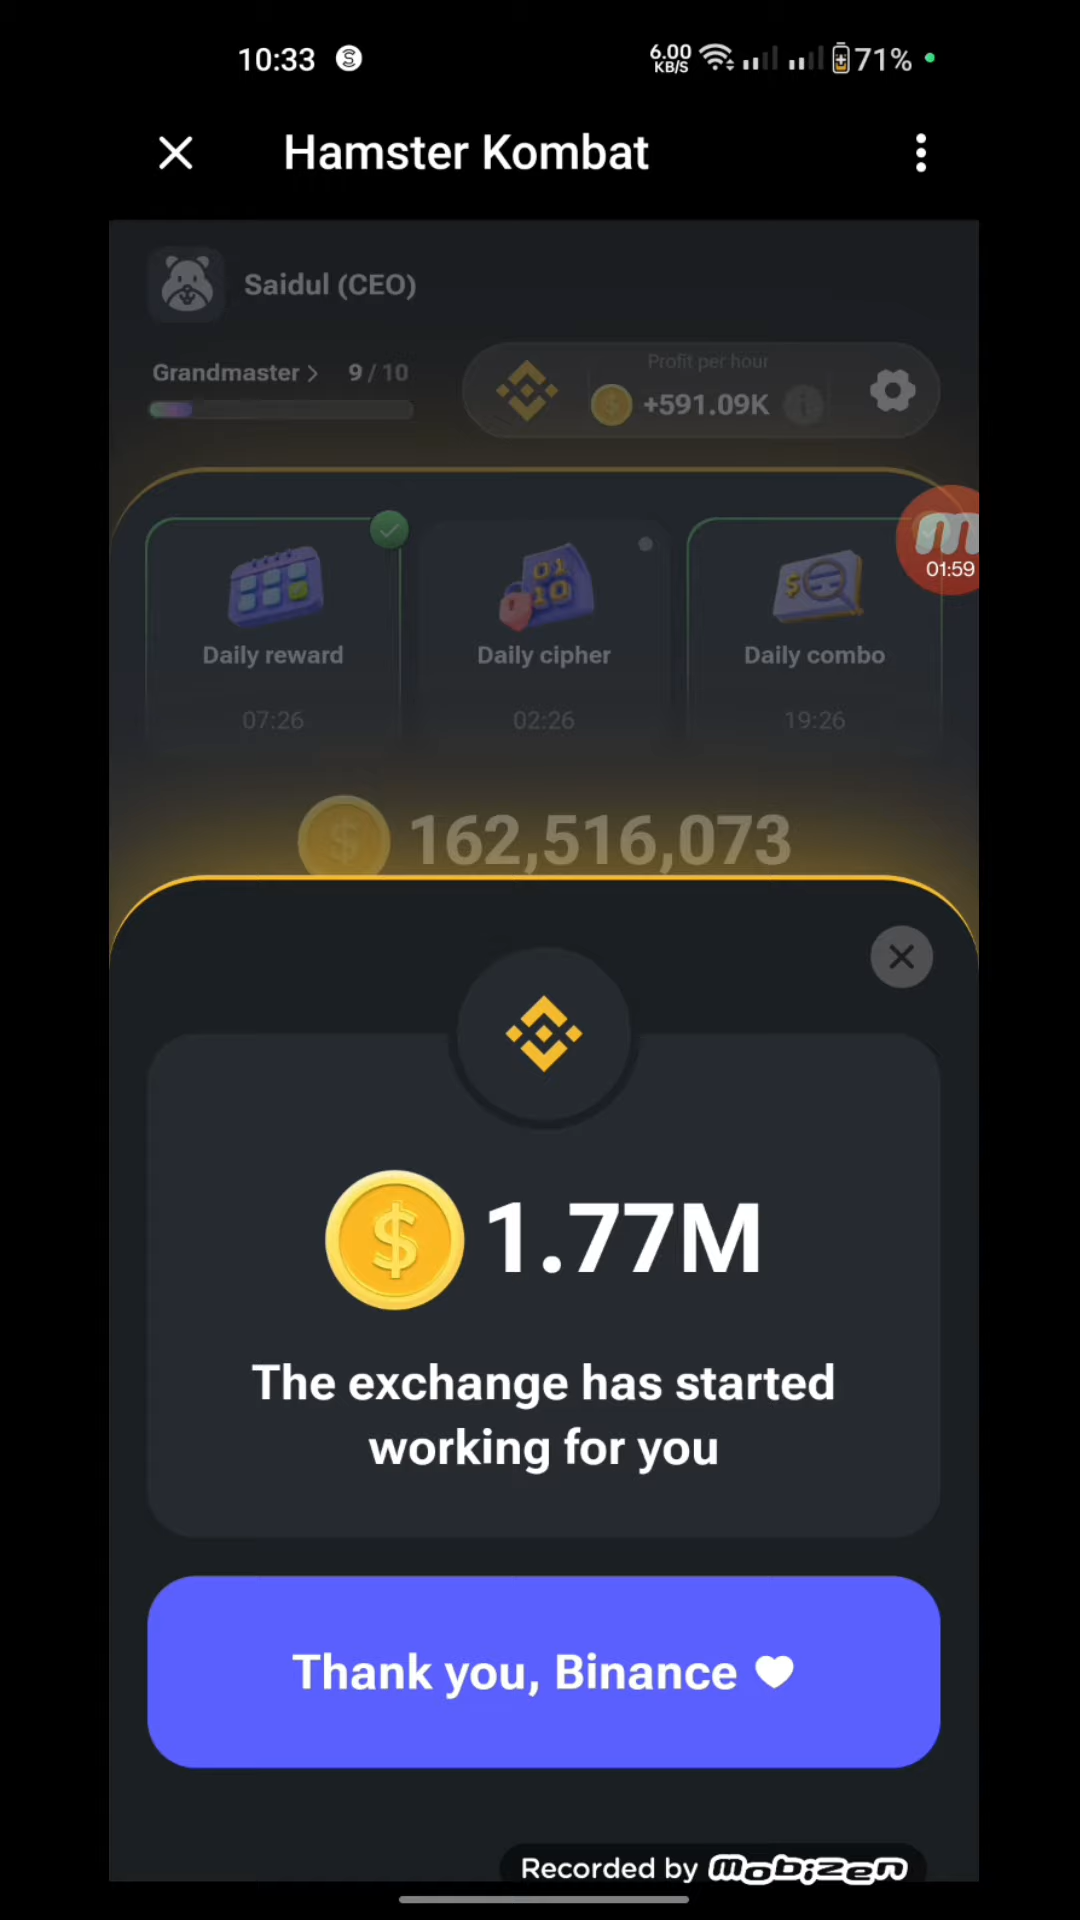 10:33
6.00
KB/S
71%
Hamster Kombat
Saidul (CEO)
Grandmaster > 9 / 10
Profit per hour
+591.09K
01:59
Daily reward
Daily cipher
Daily combo
07:26
02:26
19:26
162,516,073
1.77M
The exchange has started
working for you
Thank you, Binance
Recorded by mobizen